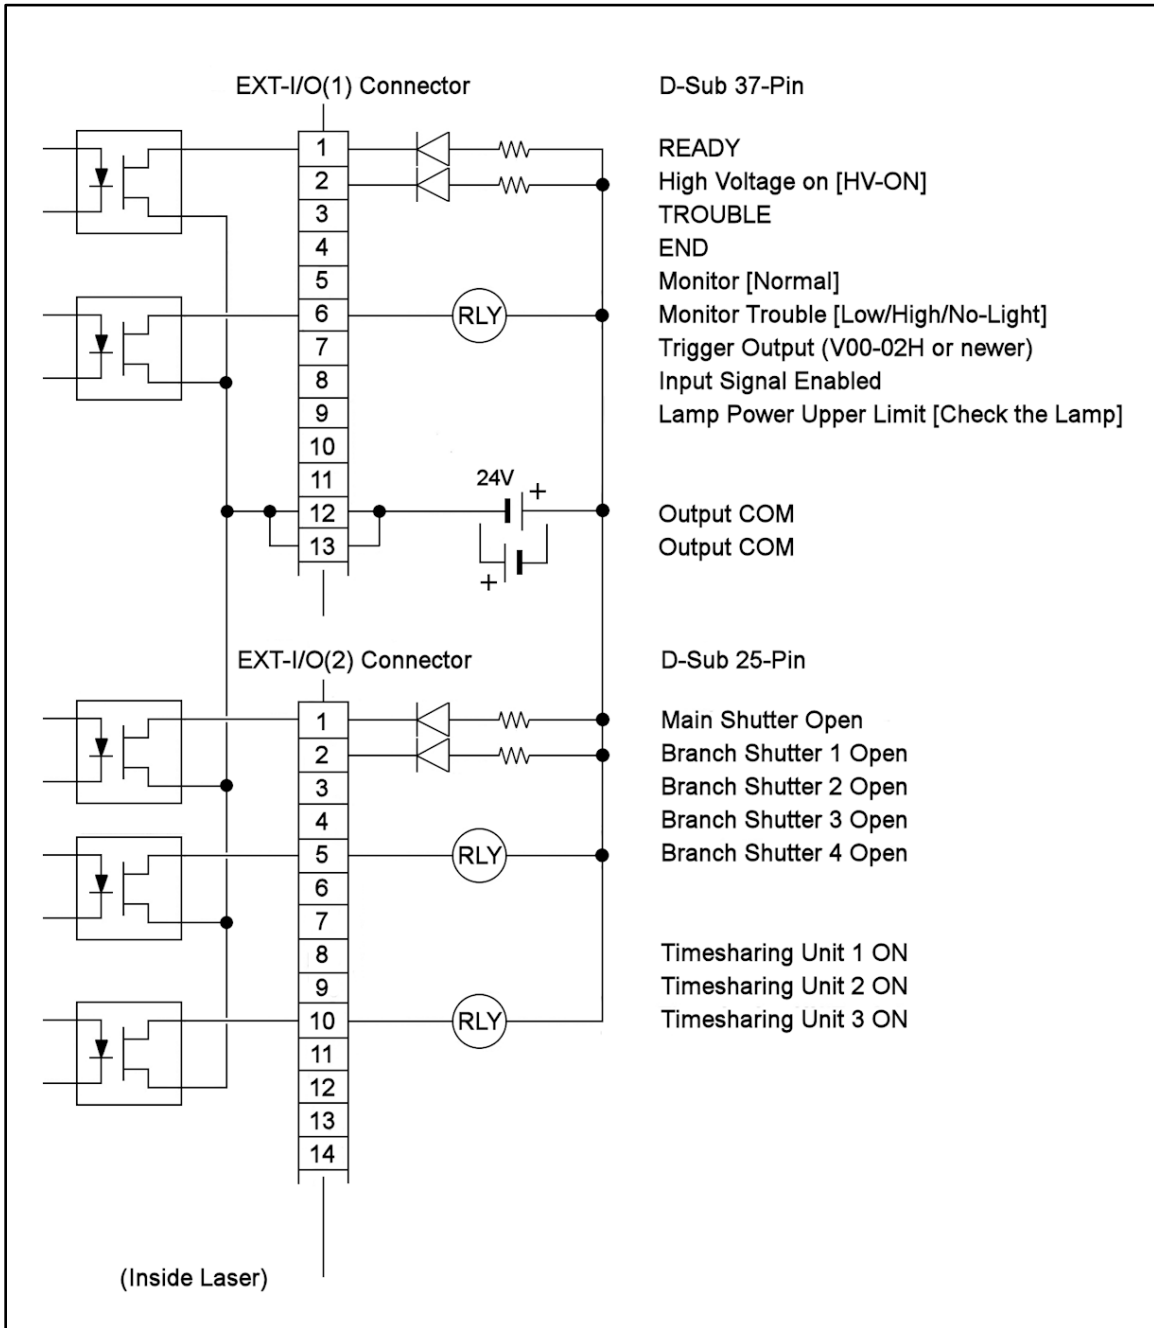 EXT-I/O(1) Connector D-Sub 37-Pin
1 READY
2 High Voltage on [HV-ON]
3 TROUBLE
4 END
5 Monitor [Normal]
6 RLY Monitor Trouble [Low/High/No-Light]
7 Trigger Output (V00-02H or newer)
8 Input Signal Enabled
9 Lamp Power Upper Limit [Check the Lamp]
10
11
24V +
12 Output COM
13 Output COM
+
EXT-I/O(2) Connector D-Sub 25-Pin
1 Main Shutter Open
2 Branch Shutter 1 Open
3 Branch Shutter 2 Open
4 Branch Shutter 3 Open
5 RLY Branch Shutter 4 Open
6
7
8 Timesharing Unit 1 ON
9 Timesharing Unit 2 ON
10 RLY Timesharing Unit 3 ON
11
12
13
14
(Inside Laser)